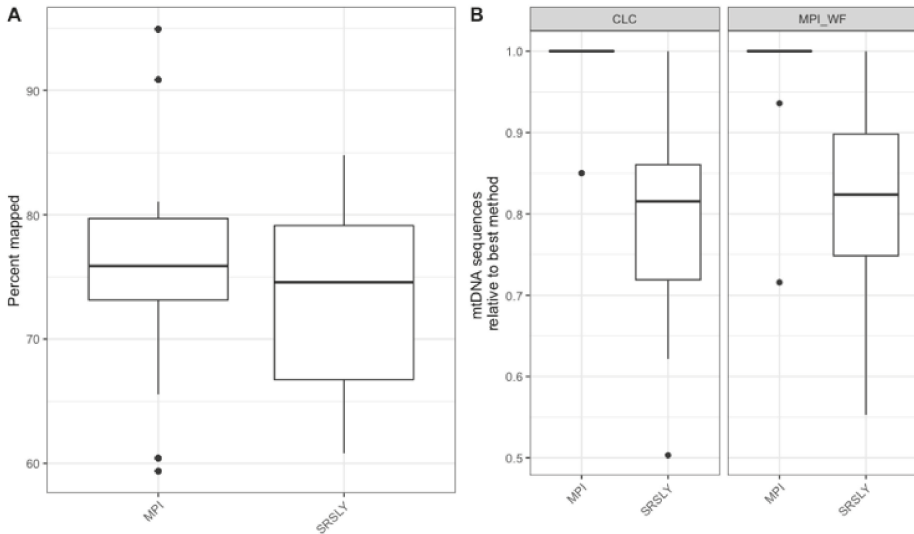 A
Percent mapped
90
80
70
60
MPI
SRSLY
B
CLC
MPI_WF
mtDNA sequences
relative to best method
1.0
0.9
0.8
0.7
0.6
0.5
MPI
SRSLY
MPI
SRSLY